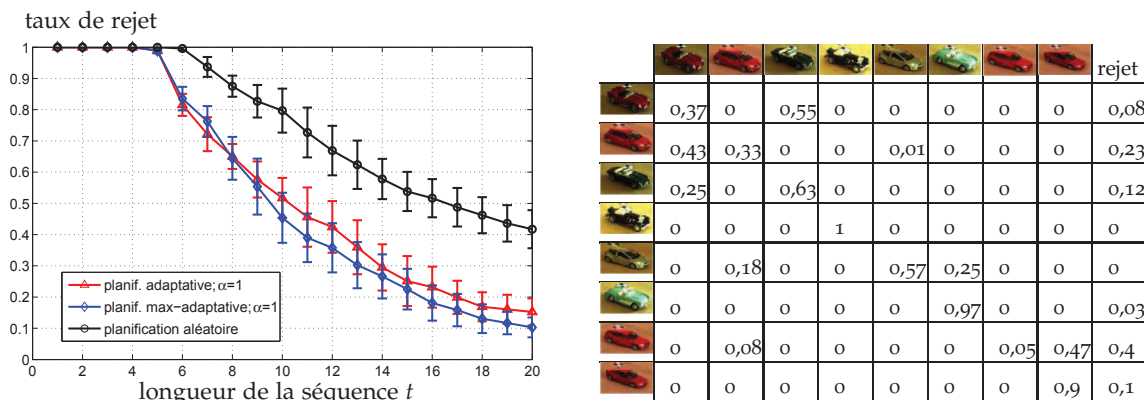 taux de rejet
1
0.9
0.8
0.7
0.6
0.5
0.4
0.3
0.2
0.1
0
0 2 4 6 8 10 12 14 16 18 20
longueur de la séquence t
planif. adaptative; α=1
planif. max−adaptative; α=1
planification aléatoire
rejet
0,37 0 0,55 0 0 0 0 0 0,08
0,43 0,33 0 0 0,01 0 0 0 0,23
0,25 0 0,63 0 0 0 0 0 0,12
0 0 0 1 0 0 0 0 0
0 0,18 0 0 0,57 0,25 0 0 0
0 0 0 0 0 0,97 0 0 0,03
0 0,08 0 0 0 0 0,05 0,47 0,4
0 0 0 0 0 0 0 0,9 0,1